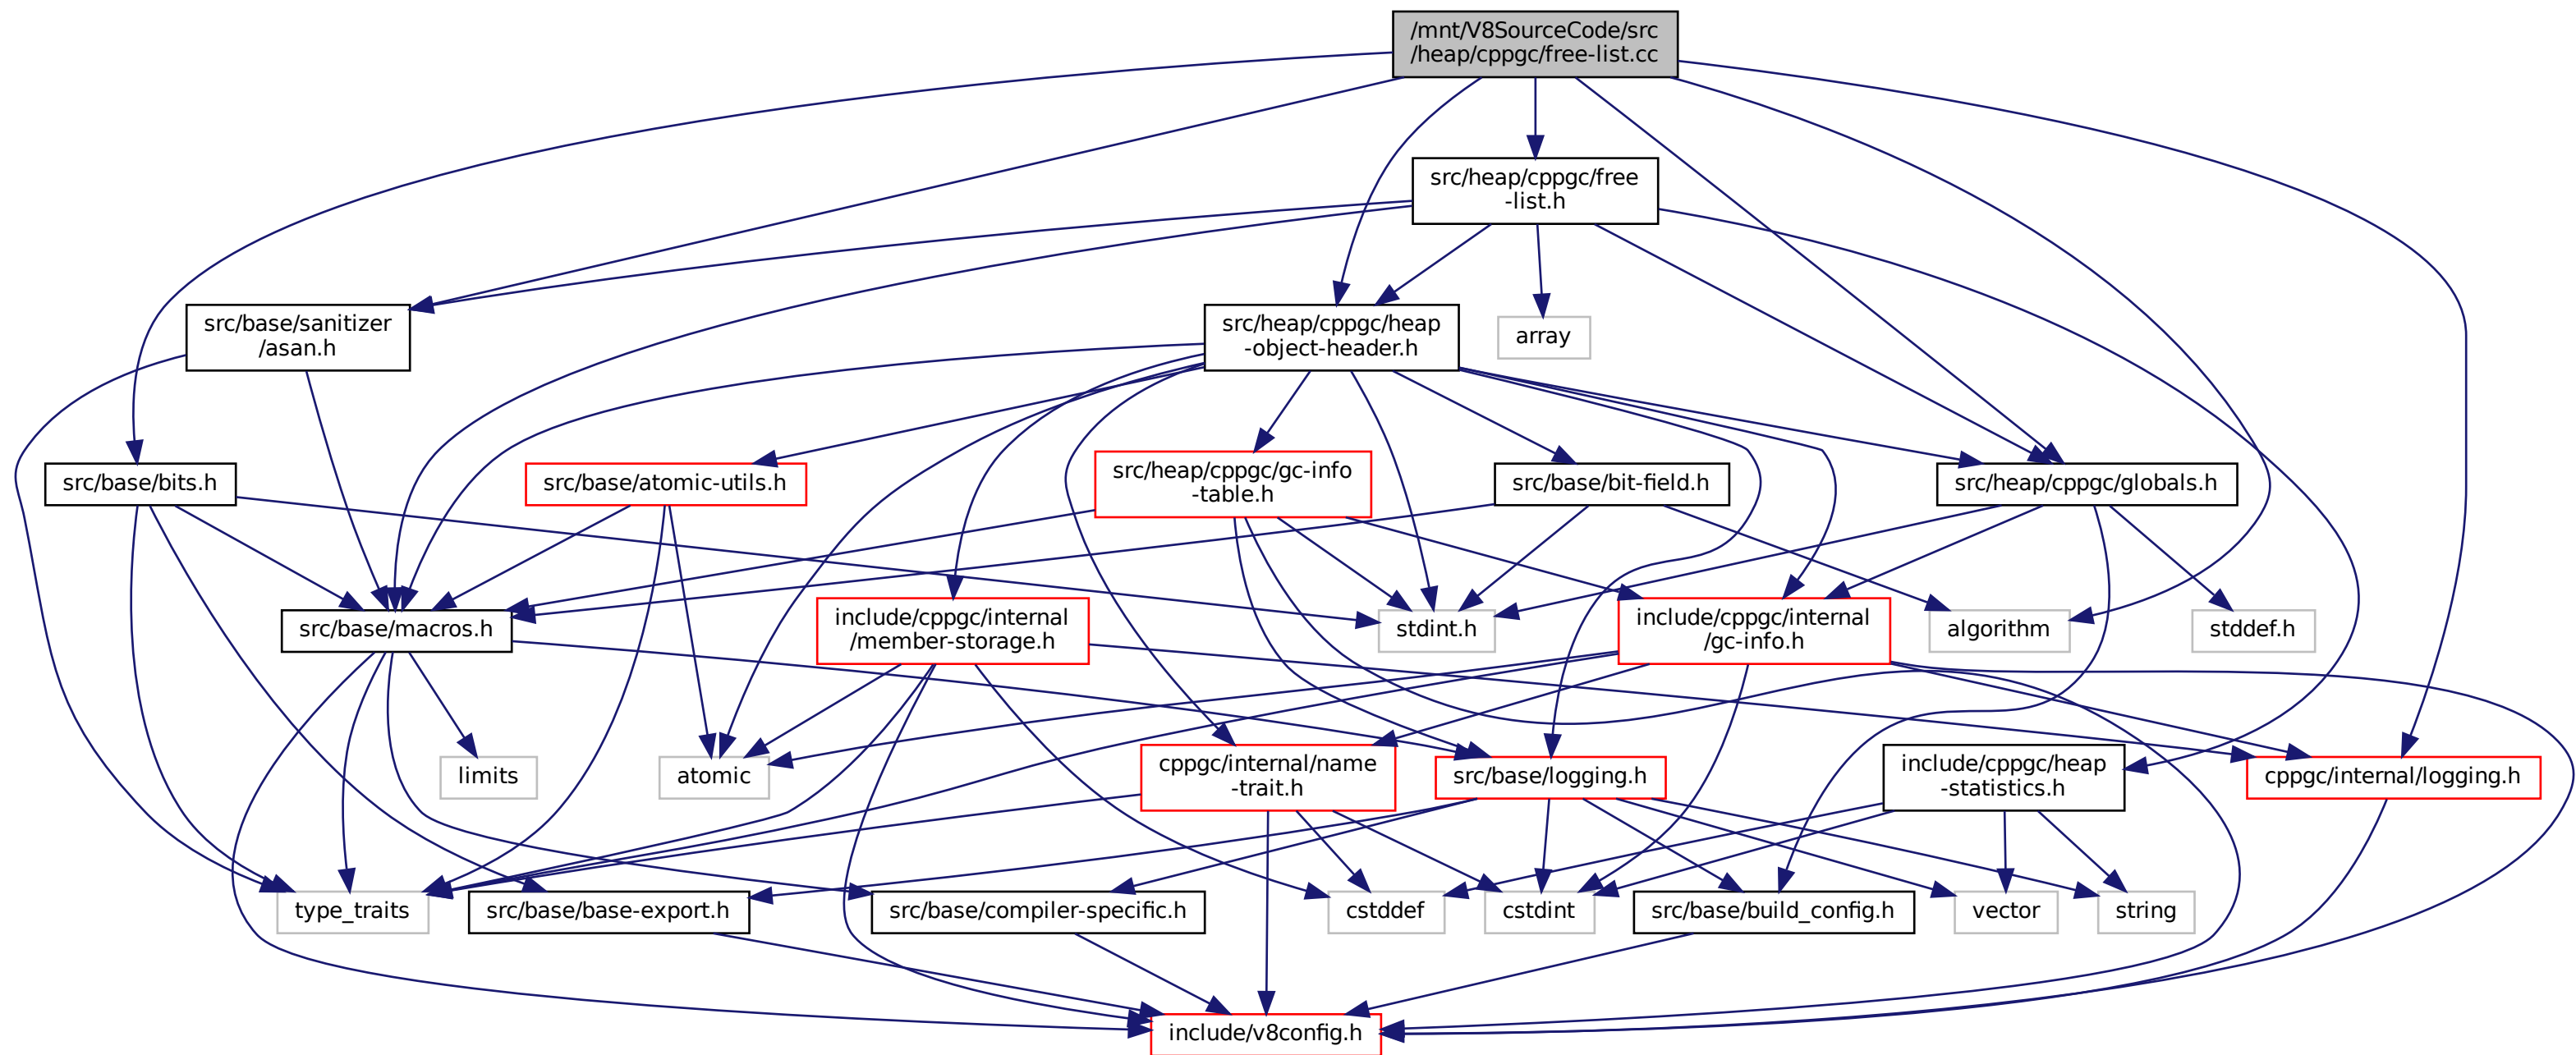 /mnt/V8SourceCode/src
/heap/cppgc/free-list.cc
src/heap/cppgc/free
-list.h
src/base/sanitizer
/asan.h
src/heap/cppgc/heap
-object-header.h
array
src/base/bits.h
src/base/atomic-utils.h
src/heap/cppgc/gc-info
-table.h
src/base/bit-field.h
src/heap/cppgc/globals.h
src/base/macros.h
include/cppgc/internal
/member-storage.h
stdint.h
include/cppgc/internal
/gc-info.h
algorithm
stddef.h
limits
atomic
cppgc/internal/name
-trait.h
src/base/logging.h
include/cppgc/heap
-statistics.h
cppgc/internal/logging.h
type_traits
src/base/base-export.h
src/base/compiler-specific.h
cstddef
cstdint
src/base/build_config.h
vector
string
include/v8config.h